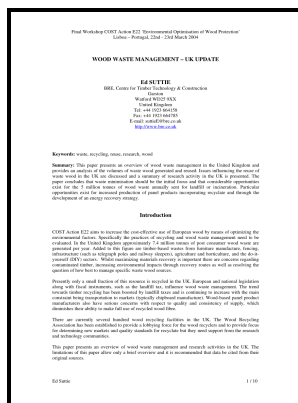 Final Workshop COST Action E22 'Environmental Optimisation of Wood Protection'
Lisboa – Portugal, 22nd - 23rd March 2004
WOOD WASTE MANAGEMENT – UK UPDATE
Ed SUTTIE
BRE, Centre for Timber Technology & Construction
Garston
Watford WD25 9XX
United Kingdom
Tel: +44 1923 664158
Fax: +44 1923 664785
E-mail: suttieE@bre.co.uk
http://www.bre.co.uk
Keywords: waste, recycling, reuse, research, wood
Summary: This paper presents an overview of wood waste management in the United Kingdom and
provides an analysis of the volumes of wood generated and reused. Issues influencing the reuse of
waste wood in the UK are discussed and a summary of research activity in the UK is presented. The
paper concludes that waste minimisation should be the initial focus and that considerable opportunities
exist for the 5 million tonnes of wood waste annually sent for landfill or incineration. Particular
opportunities exist for increased production of panel products incorporating recyclate and through the
development of an energy recovery strategy.
Introduction
COST Action E22 aims to increase the cost-effective use of European wood by means of optimising the
environmental factors. Specifically the practices of recycling and wood waste management need to be
evaluated. In the United Kingdom approximately 7.4 million tonnes of post consumer wood waste are
generated per year. Added to this figure are timber-based wastes from furniture manufacture, fencing,
infrastructure (such as telegraph poles and railway sleepers), agriculture and horticulture, and the do-it-
yourself (DIY) sectors. Whilst maximising materials recovery is important there are concerns regarding
contaminated timber, increasing environmental impacts through recovery routes as well as resolving the
question of how best to manage specific waste wood sources.
Presently only a small fraction of this resource is recycled in the UK. European and national legislation
along with fiscal instruments, such as the landfill tax, influence wood waste management. The trend
towards timber recycling has been boosted by landfill taxes and is continuing to increase with the main
constraint being transportation to markets (typically chipboard manufacture). Wood-based panel product
manufacturers also have serious concerns with respect to quality and consistency of supply, which
diminishes their ability to make full use of recycled wood fibre.
There are currently several hundred wood recycling facilities in the UK. The Wood Recycling
Association has been established to provide a lobbying force for the wood recyclers and to provide focus
for determining new markets and quality standards for recyclate but they need support from the research
and technology communities.
This paper presents an overview of wood waste management and research activities in the UK. The
limitations of this paper allow only a brief overview and it is recommended that data be cited from their
original sources.
Ed Suttie 1 / 10